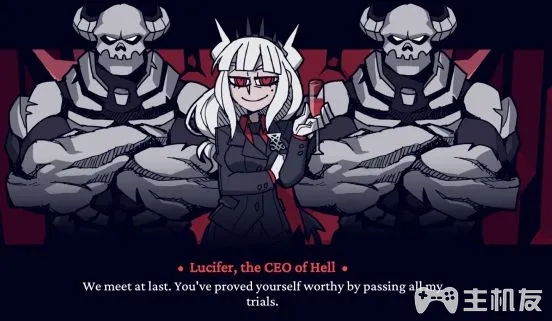 Lucifer, the CEO of Hell
We meet at last. You've proved yourself worthy by passing all my
trials.
主机友